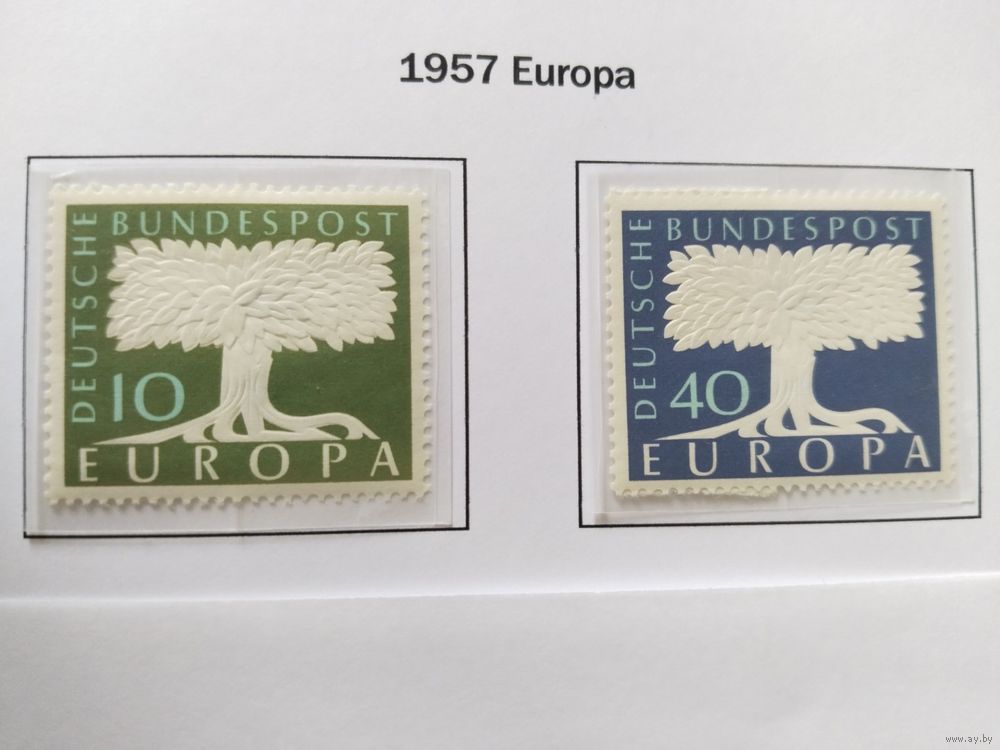 1957 Europa
DEUTSCHE
BUNDESPOST
10
EUROPA
DEUTSCHE
BUNDESPOST
40
EUROPA
www.ay.by